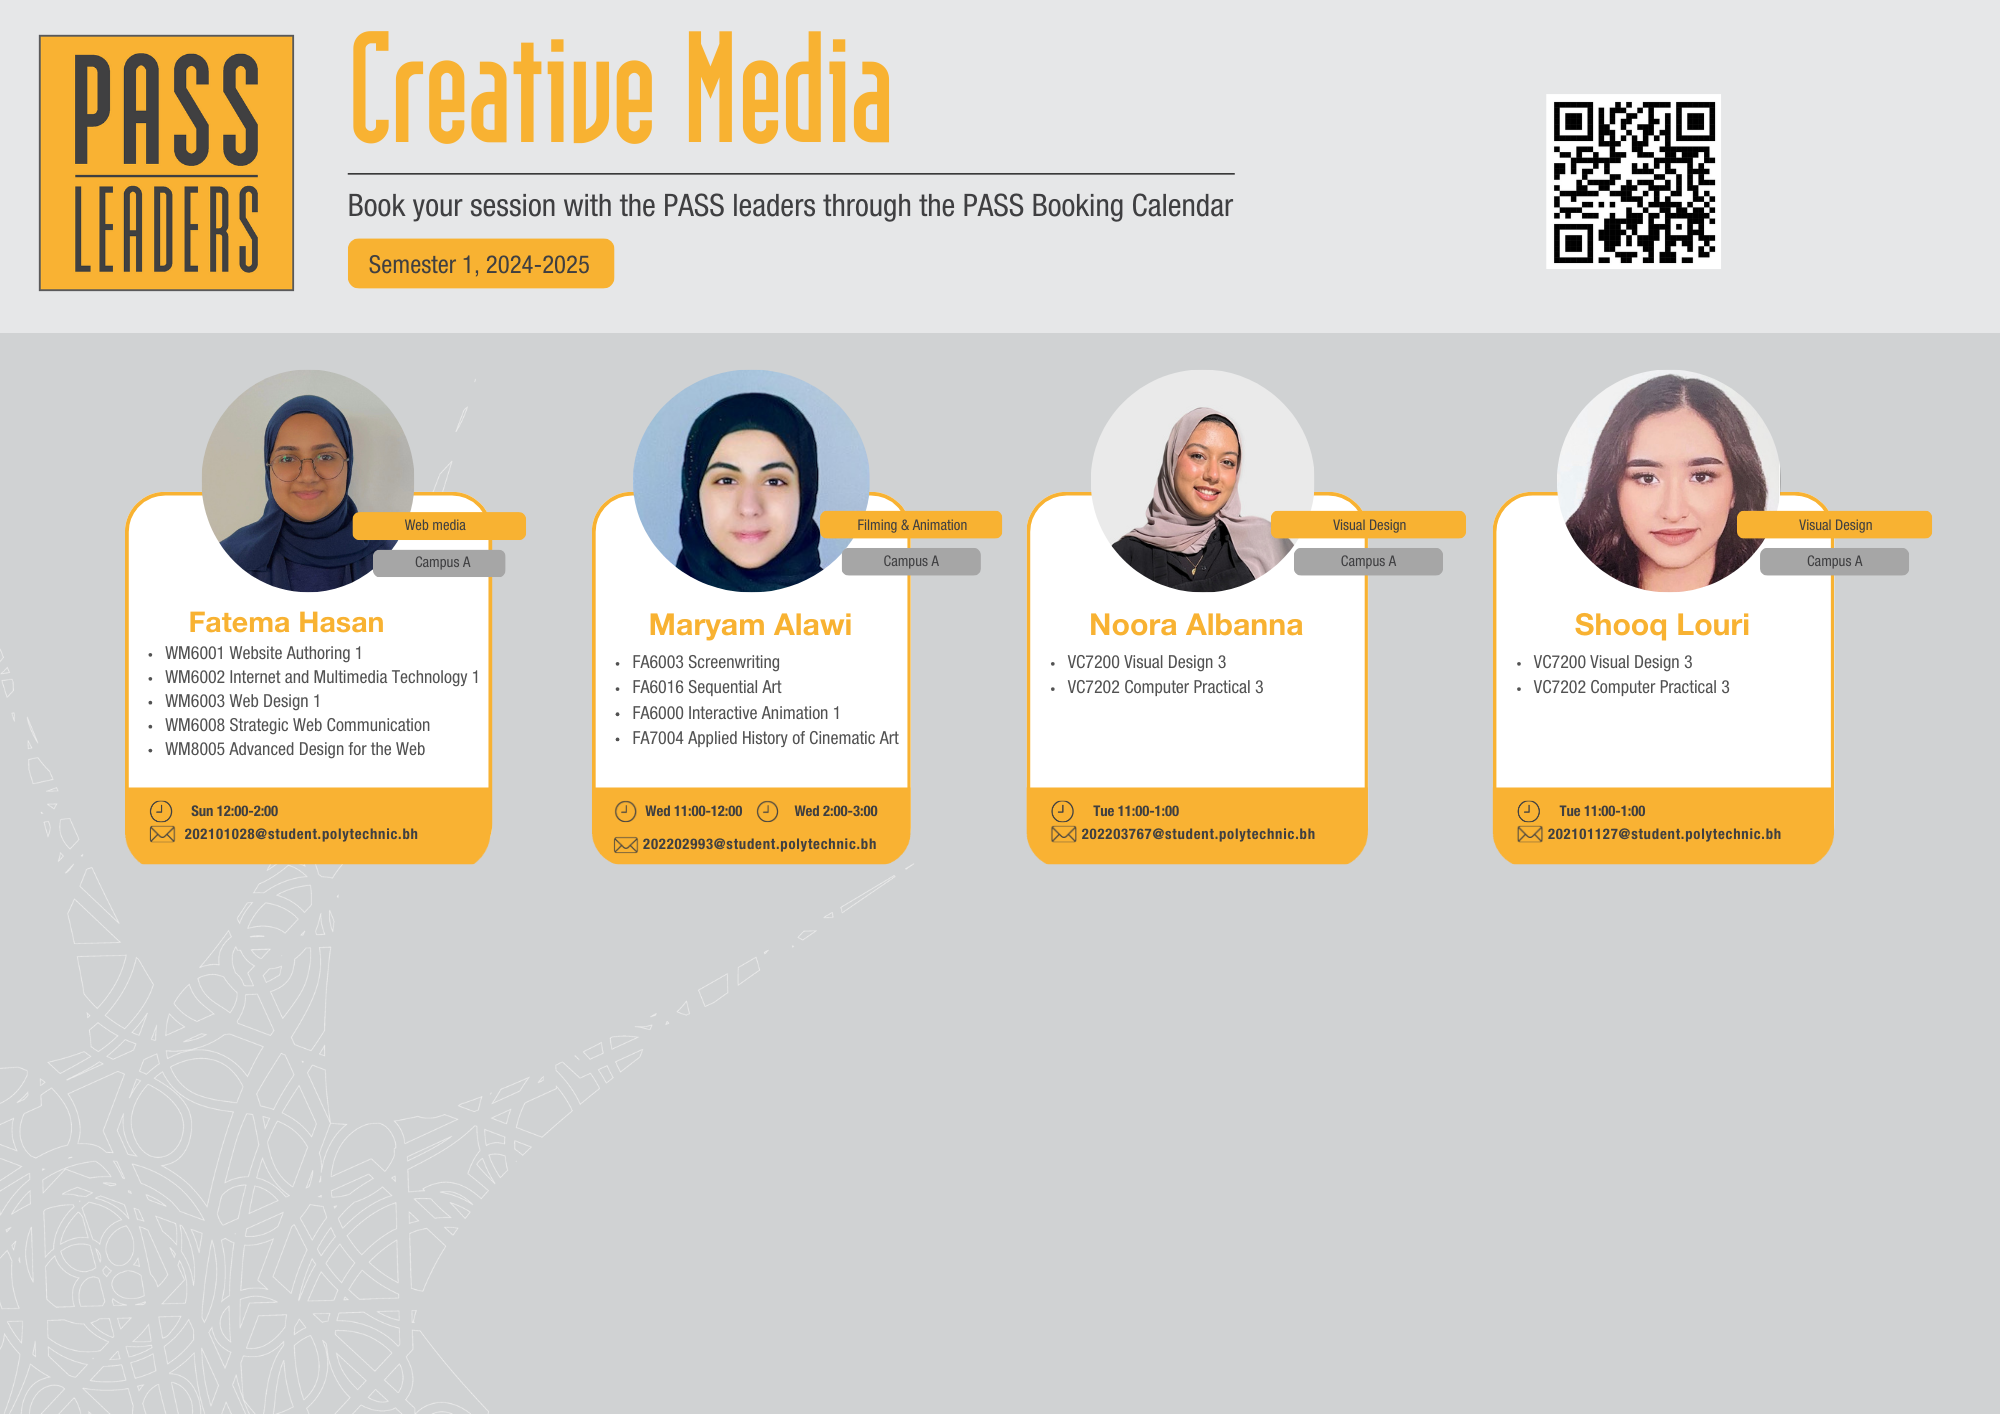 PASS
LEADERS
Creative Media
Book your session with the PASS leaders through the PASS Booking Calendar
Semester 1, 2024-2025
Web media
Campus A
Fatema Hasan
• WM6001 Website Authoring 1
• WM6002 Internet and Multimedia Technology 1
• WM6003 Web Design 1
• WM6008 Strategic Web Communication
• WM8005 Advanced Design for the Web
Sun 12:00-2:00
202101028@student.polytechnic.bh
Filming & Animation
Campus A
Maryam Alawi
• FA6003 Screenwriting
• FA6016 Sequential Art
• FA6000 Interactive Animation 1
• FA7004 Applied History of Cinematic Art
Wed 11:00-12:00 Wed 2:00-3:00
202202993@student.polytechnic.bh
Visual Design
Campus A
Noora Albanna
• VC7200 Visual Design 3
• VC7202 Computer Practical 3
Tue 11:00-1:00
202203767@student.polytechnic.bh
Visual Design
Campus A
Shooq Louri
• VC7200 Visual Design 3
• VC7202 Computer Practical 3
Tue 11:00-1:00
202101127@student.polytechnic.bh